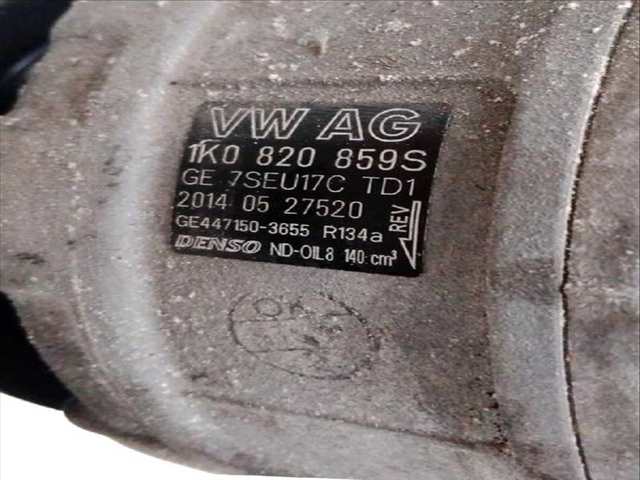 VW AG
1K0 820 859S
GE 7SEU17C TD1
2014 05 27520
GE447150-3655 R134a
REV
DENSO ND-OIL8 140 cm³
OK